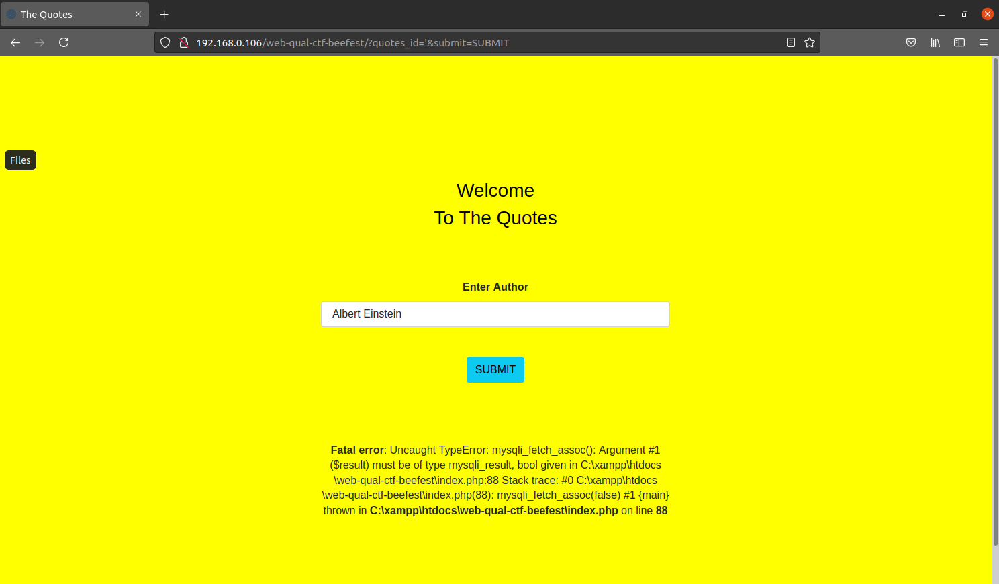 The Quotes
192.168.0.106/web-qual-ctf-beefest/?quotes_id='&submit=SUBMIT
Files
Welcome
To The Quotes
Enter Author
Albert Einstein
SUBMIT
Fatal error: Uncaught TypeError: mysqli_fetch_assoc(): Argument #1
($result) must be of type mysqli_result, bool given in C:\xampp\htdocs
\web-qual-ctf-beefest\index.php:88 Stack trace: #0 C:\xampp\htdocs
\web-qual-ctf-beefest\index.php(88): mysqli_fetch_assoc(false) #1 {main}
thrown in C:\xampp\htdocs\web-qual-ctf-beefest\index.php on line 88